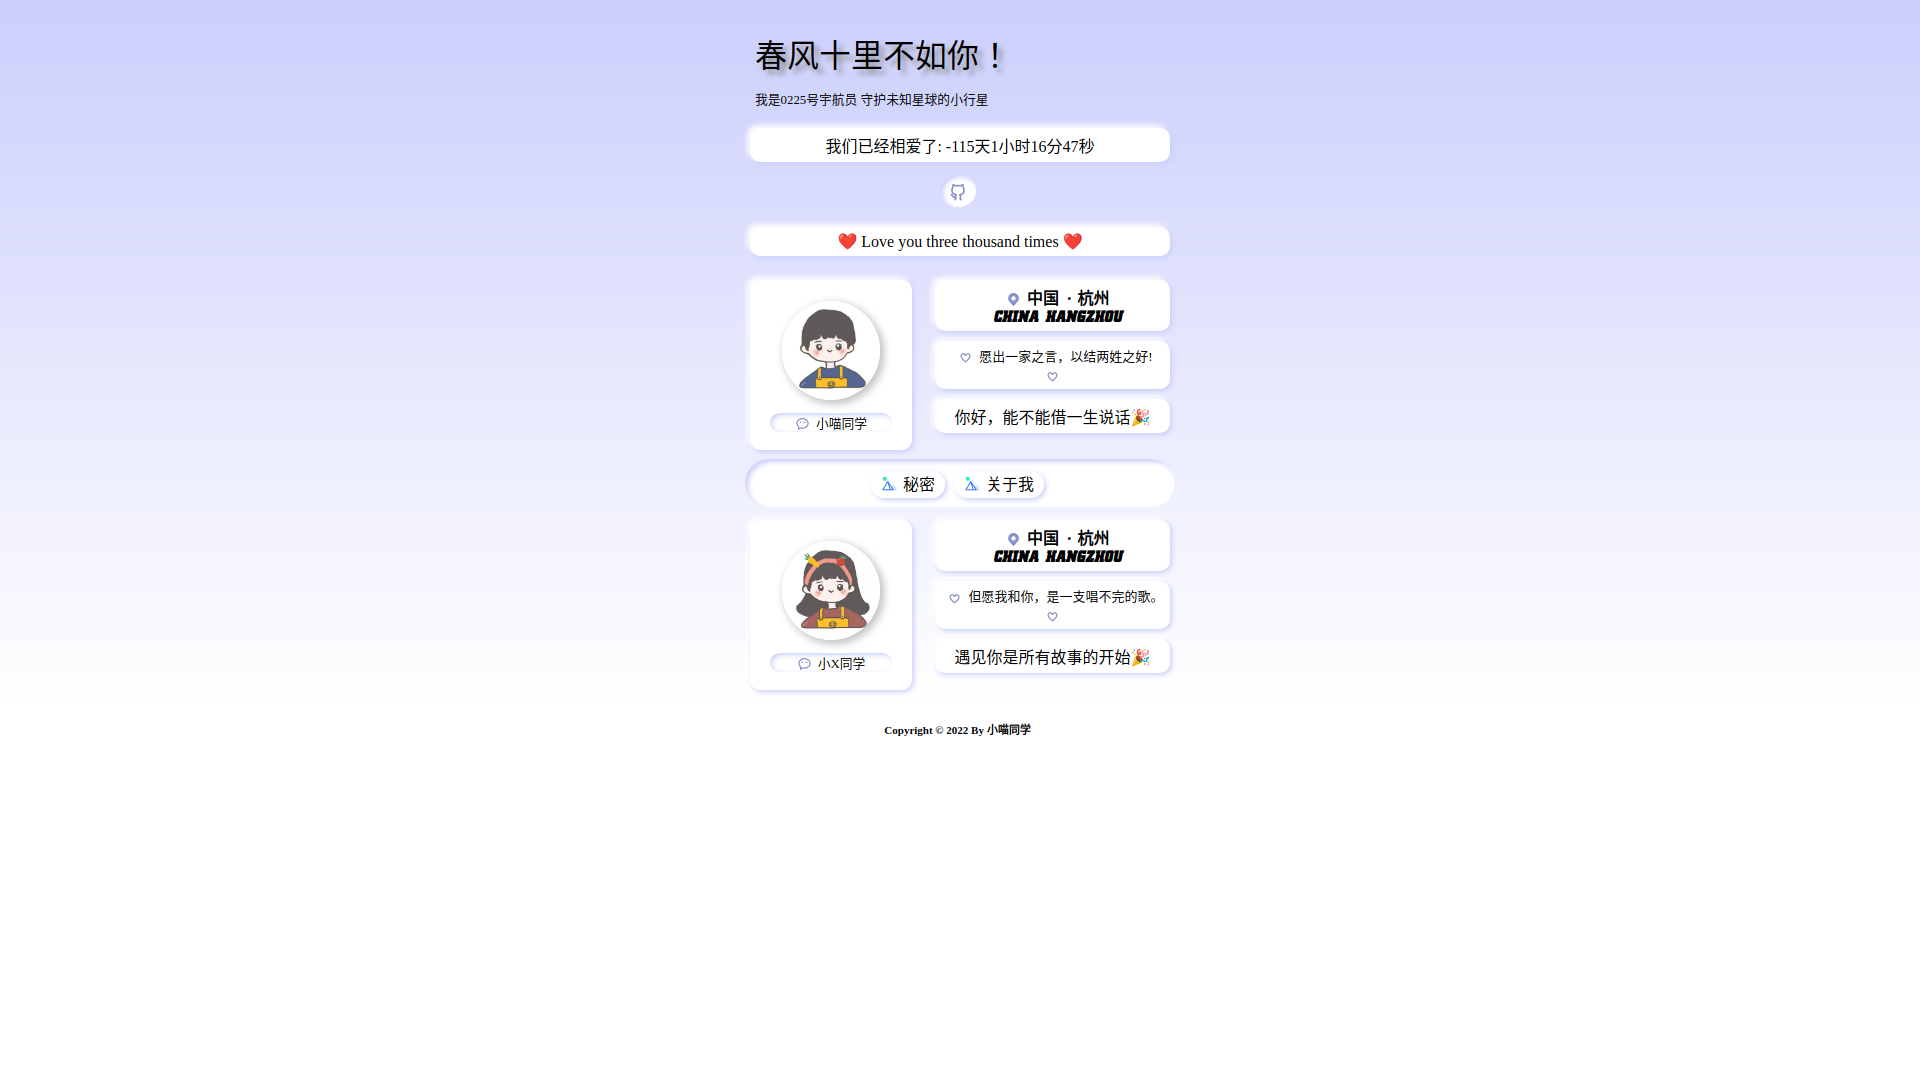 春风十里不如你！
我是0225号宇航员 守护未知星球的小行星
我们已经相爱了: -115天1小时16分47秒
❤️ Love you three thousand times ❤️
中国 · 杭州
CHINA HANGZHOU
愿出一家之言，以结两姓之好!
小喵同学
你好，能不能借一生说话🎉
秘密
关于我
中国 · 杭州
CHINA HANGZHOU
但愿我和你，是一支唱不完的歌。
小X同学
遇见你是所有故事的开始🎉
Copyright © 2022 By 小喵同学